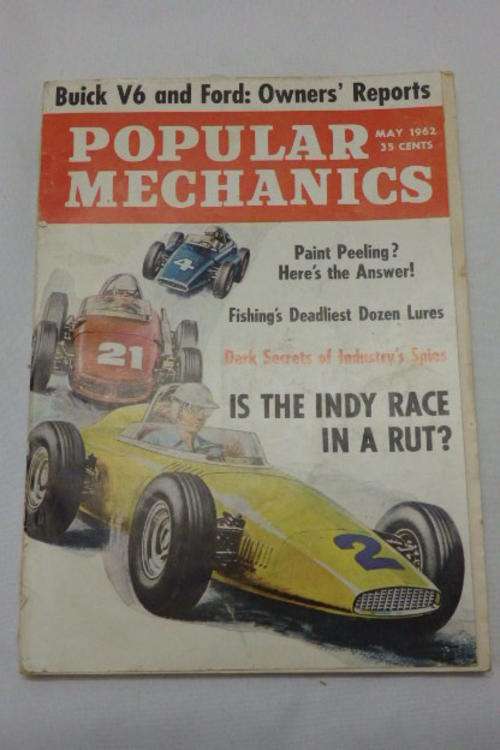 Buick V6 and Ford: Owners' Reports
POPULAR
MECHANICS
MAY 1962
35 CENTS
Paint Peeling?
Here's the Answer!
Fishing's Deadliest Dozen Lures
Dark Secrets of Industry's Spies
IS THE INDY RACE
IN A RUT?
4
21
2